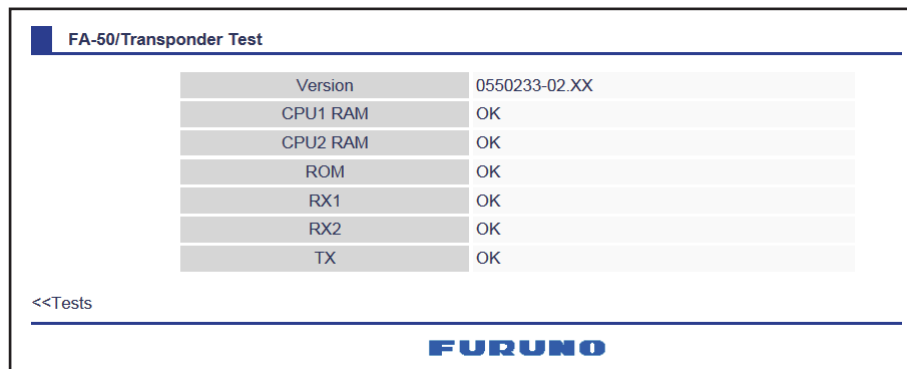 FA-50/Transponder Test
Version 0550233-02.XX
CPU1 RAM OK
CPU2 RAM OK
ROM OK
RX1 OK
RX2 OK
TX OK
<<Tests
FURUNO